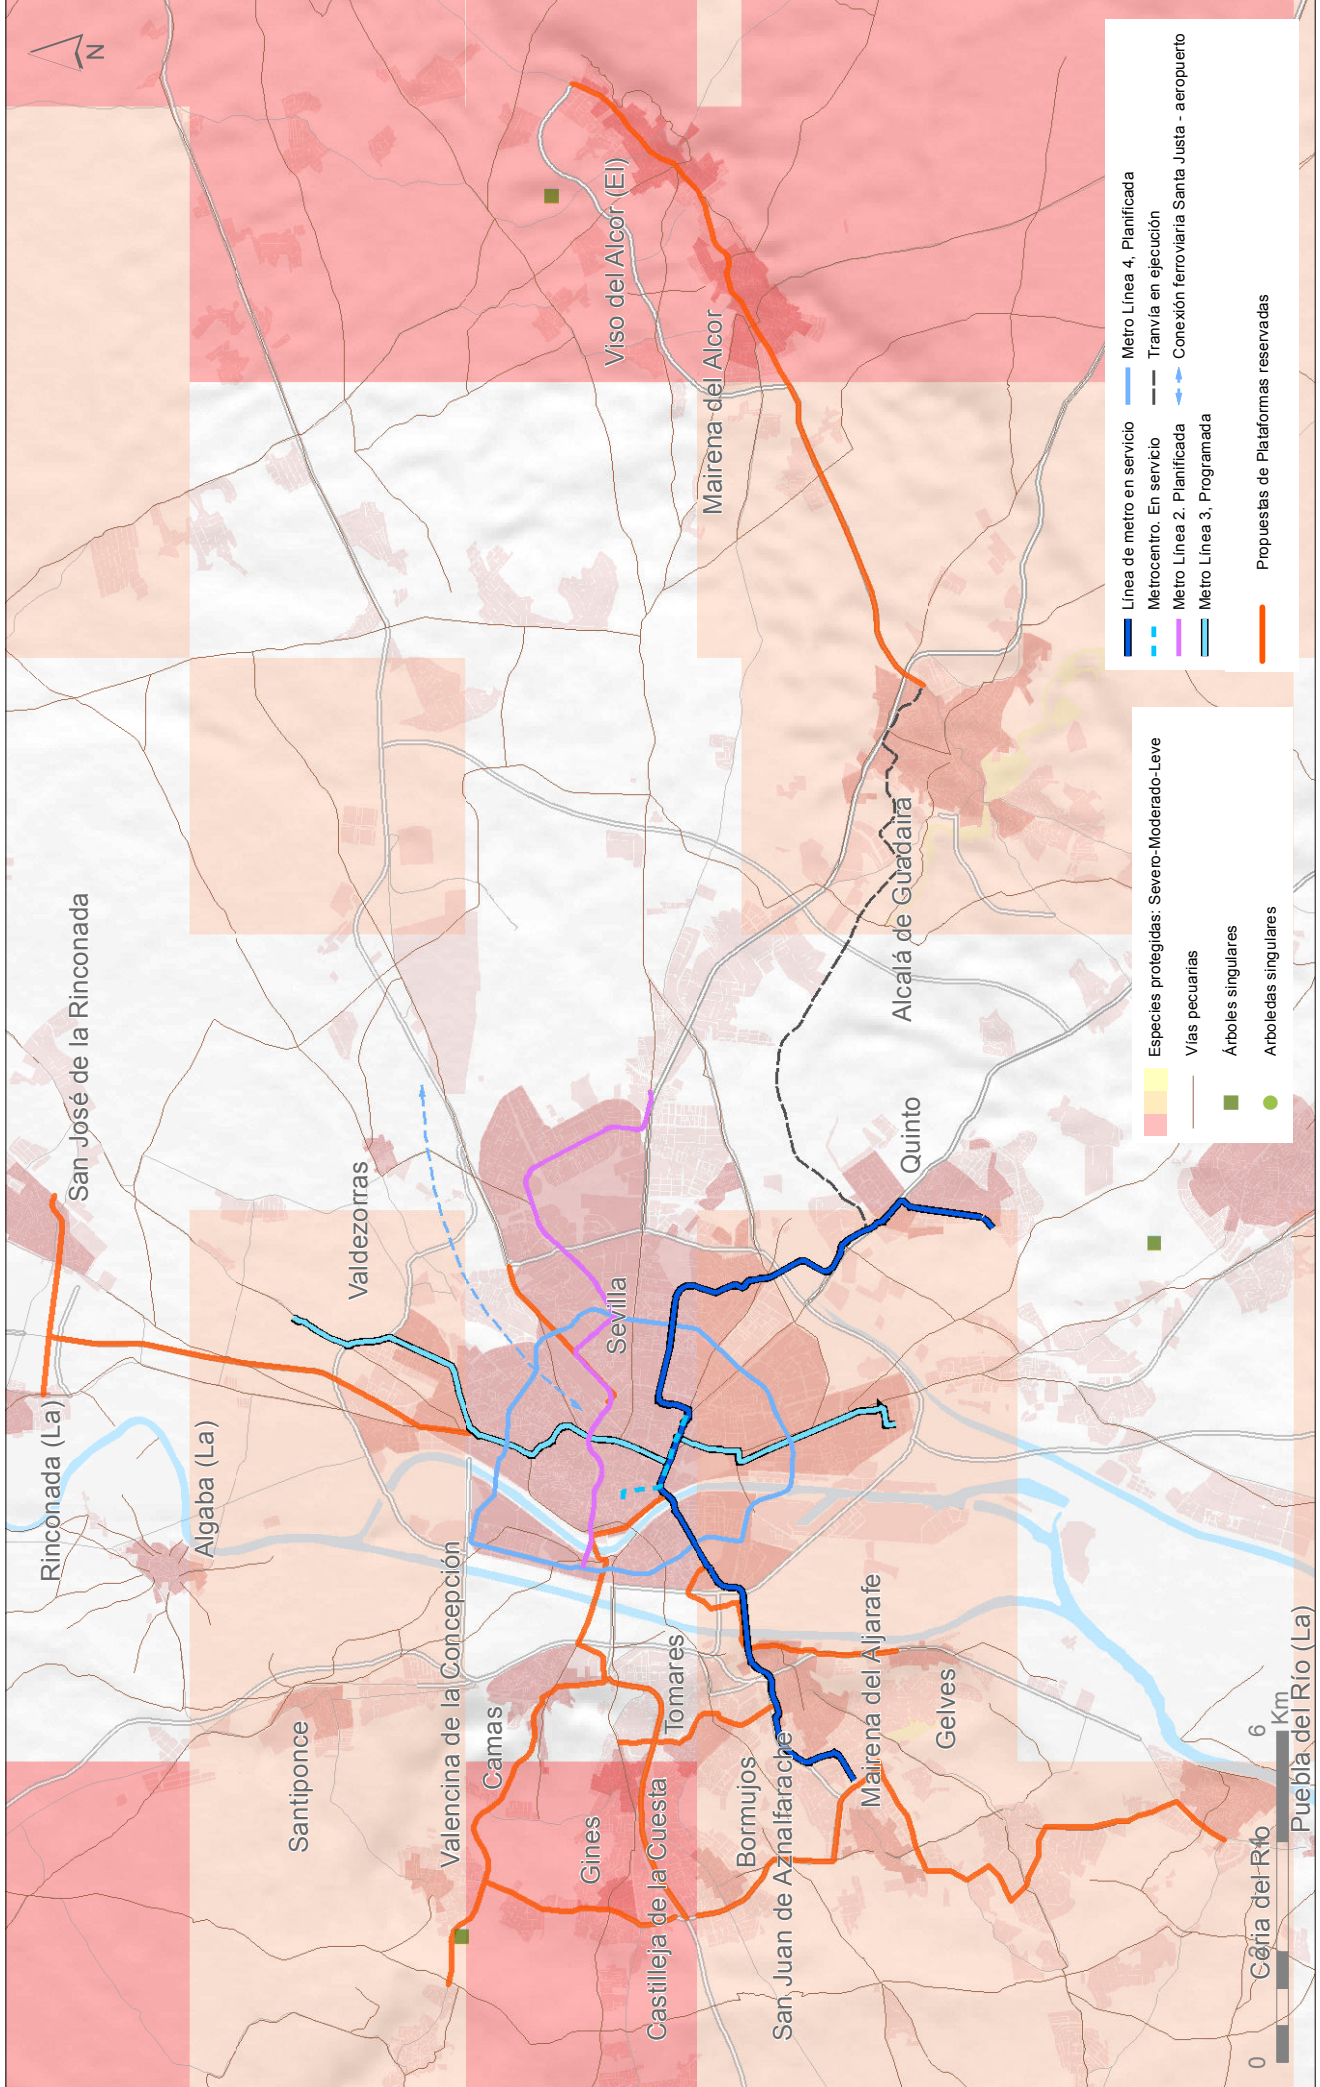 N
San José de la Rinconada
Rinconada (La)
Algaba (La)
Valdezorras
Santiponce
Valencina de la Concepción
Camas
Viso del Alcor (El)
Mairena del Alcor
Sevilla
Gines
Castilleja de la Cuesta
Tomares
Bormujos
San Juan de Aznalfarache
Mairena del Aljarafe
Gelves
Quinto
Alcalá de Guadaira
Coria del Río
Puebla del Río (La)
0
6
Km
Especies protegidas: Severo-Moderado-Leve
Vías pecuarias
Árboles singulares
Arboledas singulares
Línea de metro en servicio
Metrocentro. En servicio
Metro Línea 2. Planificada
Metro Línea 3, Programada
Metro Línea 4, Planificada
Tranvía en ejecución
Conexión ferroviaria Santa Justa - aeropuerto
Propuestas de Plataformas reservadas